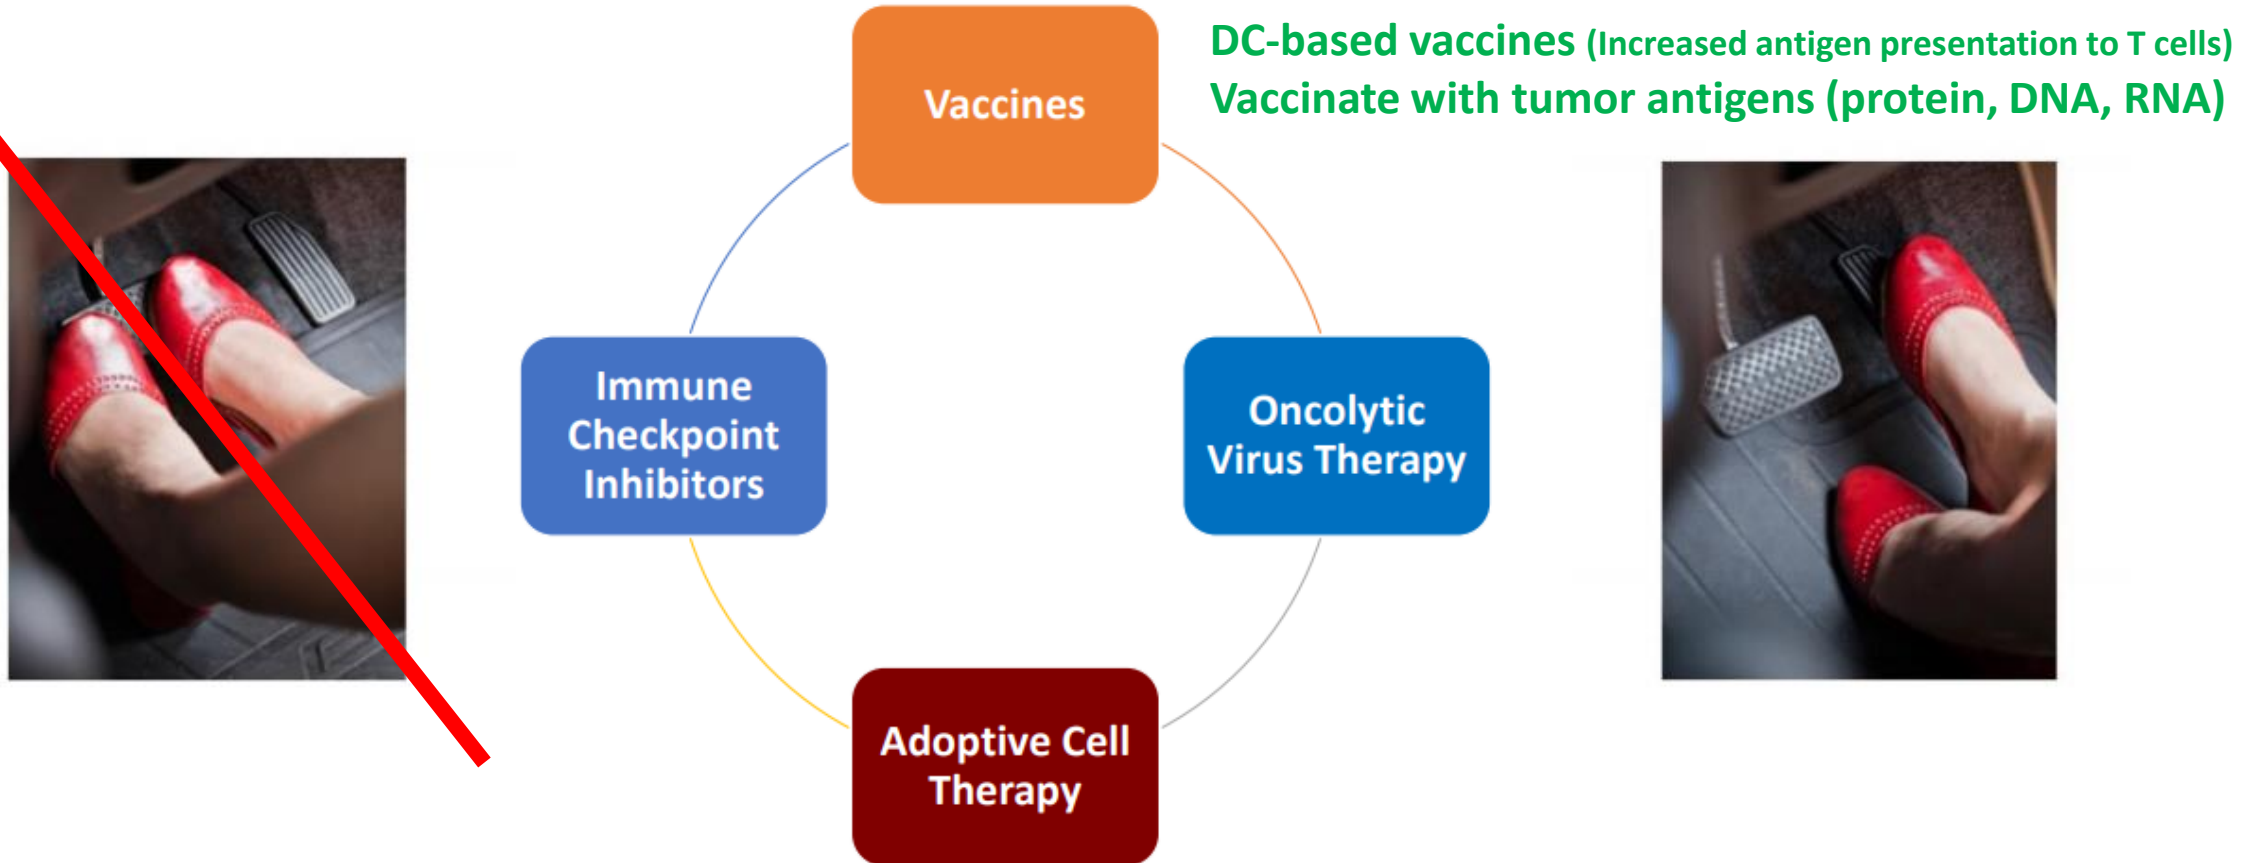 Vaccines
DC-based vaccines (Increased antigen presentation to T cells)
Vaccinate with tumor antigens (protein, DNA, RNA)
Immune
Checkpoint
Inhibitors
Oncolytic
Virus Therapy
Adoptive Cell
Therapy